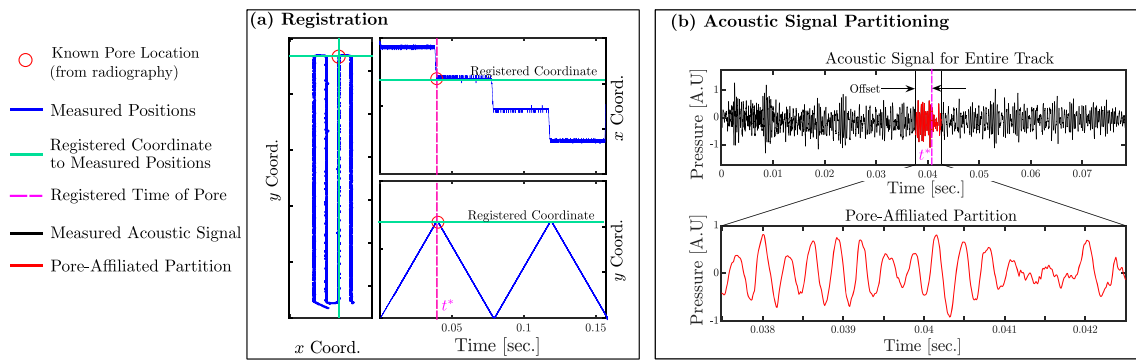 Known Pore Location
(from radiography)
Measured Positions
Registered Coordinate
to Measured Positions
Registered Time of Pore
Measured Acoustic Signal
Pore-Affiliated Partition
(a) Registration
y Coord.
x Coord.
Registered Coordinate
x Coord.
Registered Coordinate
y Coord.
t*
0.05
0.1
0.15
Time [sec.]
(b) Acoustic Signal Partitioning
Acoustic Signal for Entire Track
Pressure [A.U]
1
0
-1
Offset
t*
0
0.01
0.02
0.03
0.04
0.05
0.06
0.07
Time [sec.]
Pore-Affiliated Partition
Pressure [A.U]
1
0
-1
0.038
0.039
0.04
0.041
0.042
Time [sec.]